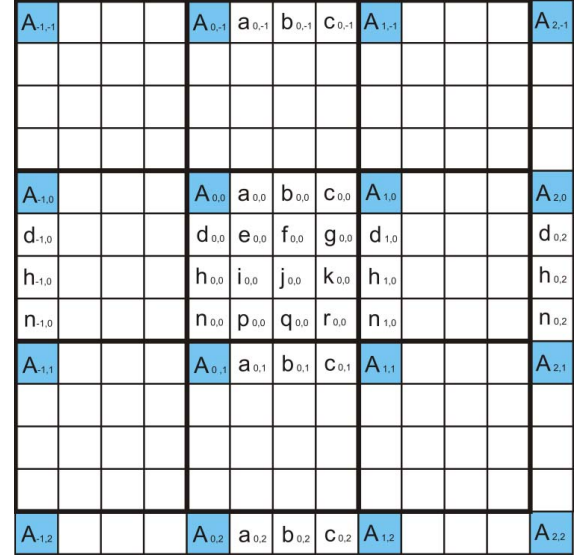 A-1,-1 A0,-1 a0,-1 b0,-1 c0,-1 A1,-1 A2,-1
A-1,0 A0,0 a0,0 b0,0 c0,0 A1,0 A2,0
d-1,0 d0,0 e0,0 f0,0 g0,0 d1,0 d0,2
h-1,0 h0,0 i0,0 j0,0 k0,0 h1,0 h0,2
n-1,0 n0,0 p0,0 q0,0 r0,0 n1,0 n0,2
A-1,1 A0,1 a0,1 b0,1 c0,1 A1,1 A2,1
A-1,2 A0,2 a0,2 b0,2 c0,2 A1,2 A2,2